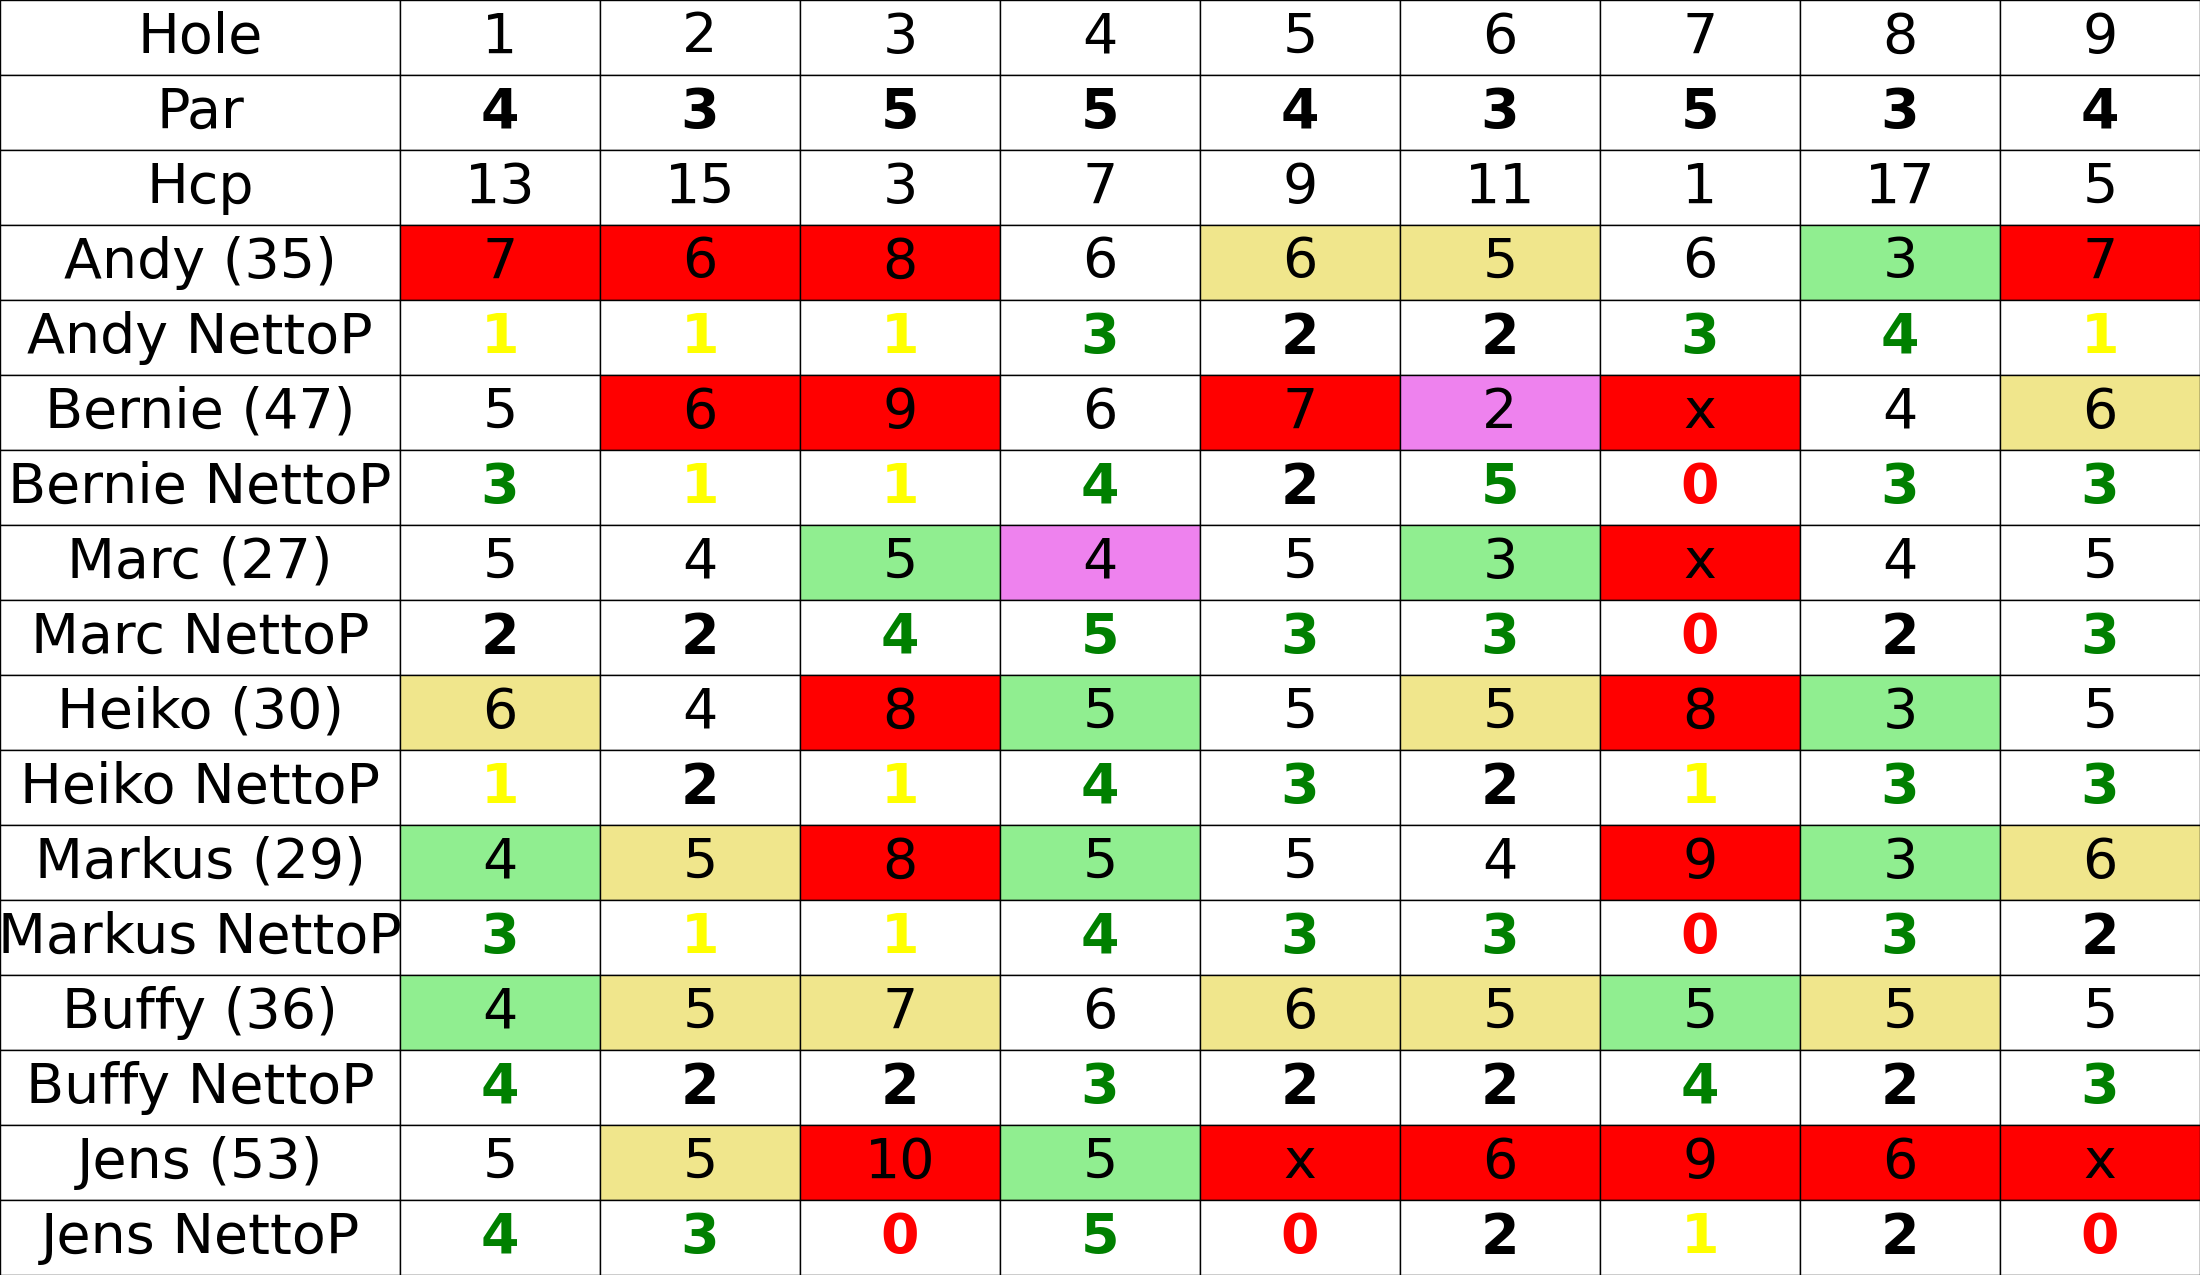 Hole 1 2 3 4 5 6 7 8 9
Par 4 3 5 5 4 3 5 3 4
Hcp 13 15 3 7 9 11 1 17 5
Andy (35) 7 6 8 6 6 5 6 3 7
Andy NettoP 1 1 1 3 2 2 3 4 1
Bernie (47) 5 6 9 6 7 2 x 4 6
Bernie NettoP 3 1 1 4 2 5 0 3 3
Marc (27) 5 4 5 4 5 3 x 4 5
Marc NettoP 2 2 4 5 3 3 0 2 3
Heiko (30) 6 4 8 5 5 5 8 3 5
Heiko NettoP 1 2 1 4 3 2 1 3 3
Markus (29) 4 5 8 5 5 4 9 3 6
Markus NettoP 3 1 1 4 3 3 0 3 2
Buffy (36) 4 5 7 6 6 5 5 5 5
Buffy NettoP 4 2 2 3 2 2 4 2 3
Jens (53) 5 5 10 5 x 6 9 6 x
Jens NettoP 4 3 0 5 0 2 1 2 0